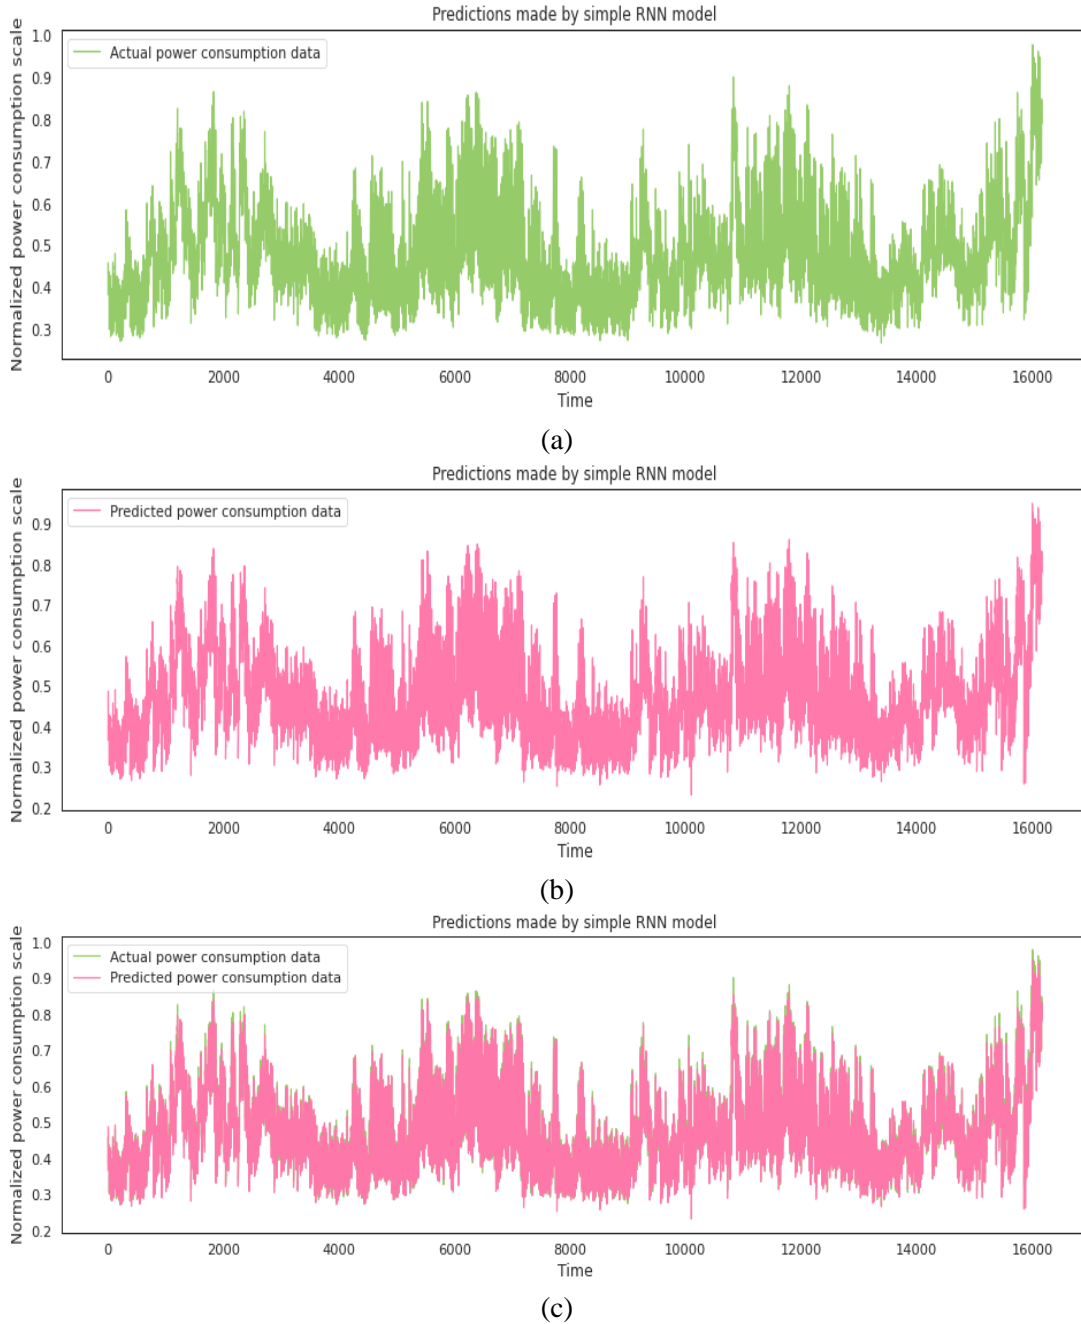 Predictions made by simple RNN model
Normalized power consumption scale
Actual power consumption data
1.0
0.9
0.8
0.7
0.6
0.5
0.4
0.3
0 2000 4000 6000 8000 10000 12000 14000 16000
Time
(a)
Predictions made by simple RNN model
Normalized power consumption scale
Predicted power consumption data
0.9
0.8
0.7
0.6
0.5
0.4
0.3
0.2
0 2000 4000 6000 8000 10000 12000 14000 16000
Time
(b)
Predictions made by simple RNN model
Normalized power consumption scale
Actual power consumption data
Predicted power consumption data
1.0
0.9
0.8
0.7
0.6
0.5
0.4
0.3
0.2
0 2000 4000 6000 8000 10000 12000 14000 16000
Time
(c)